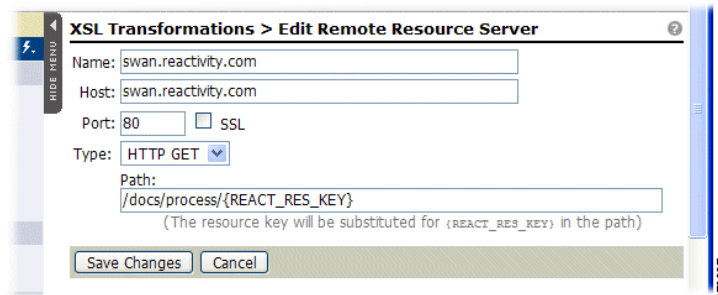 XSL Transformations > Edit Remote Resource Server
HIDE MENU
Name: swan.reactivity.com
Host: swan.reactivity.com
Port: 80 SSL
Type: HTTP GET
Path:
/docs/process/{REACT_RES_KEY}
(The resource key will be substituted for {REACT_RES_KEY} in the path)
Save Changes Cancel